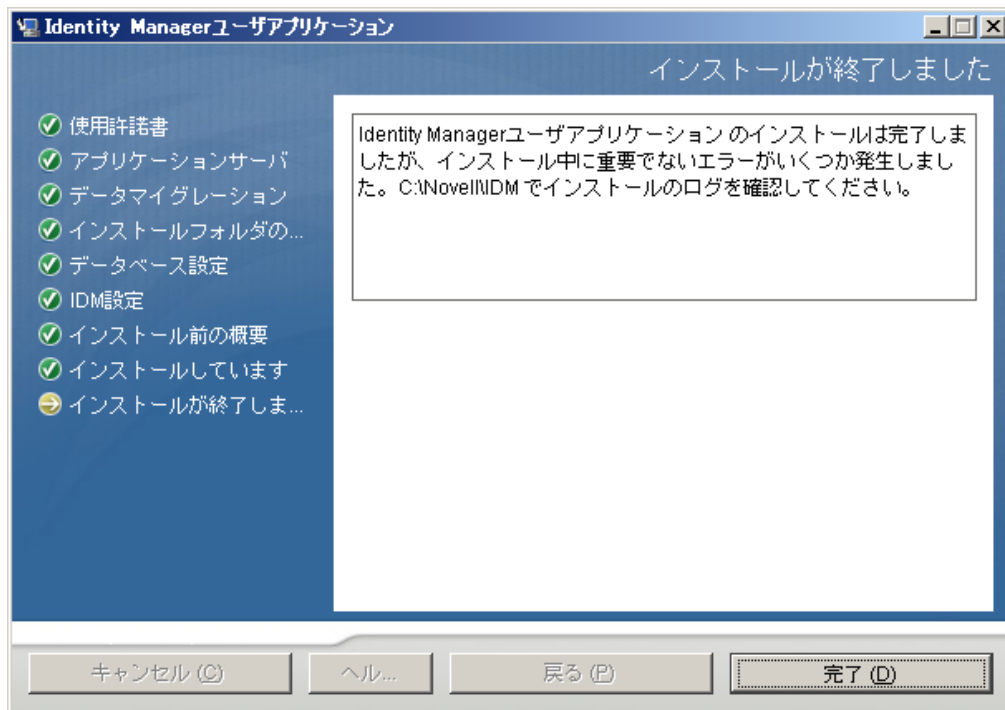 Identity Managerユーザアプリケーション
インストールが終了しました
使用許諾書
アプリケーションサーバ
データマイグレーション
インストールフォルダの...
データベース設定
IDM設定
インストール前の概要
インストールしています
インストールが終了しま...
Identity Managerユーザアプリケーション のインストールは完了しま
したが、インストール中に重要でないエラーがいくつか発生しまし
た。C:\Novell\IDM でインストールのログを確認してください。
キャンセル (C)
ヘル...
戻る (P)
完了 (D)